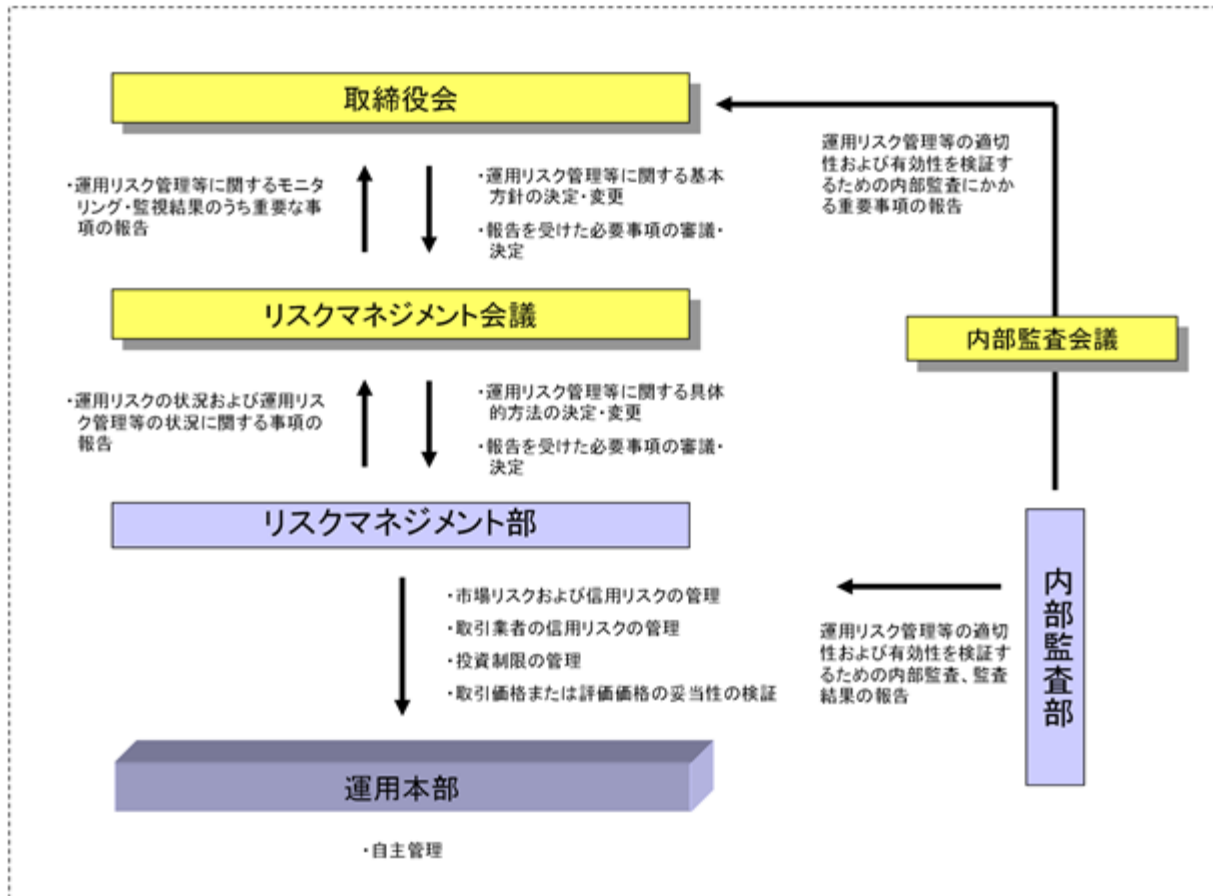 取締役会
・運用リスク管理等に関するモニタ
リング・監視結果のうち重要な事
項の報告
・運用リスク管理等に関する基本
方針の決定・変更
・報告を受けた必要事項の審議・
決定
運用リスク管理等の適切
性および有効性を検証す
るための内部監査にかか
る重要事項の報告
リスクマネジメント会議
内部監査会議
・運用リスクの状況および運用リス
ク管理等の状況に関する事項の
報告
・運用リスク管理等に関する具体
的方法の決定・変更
・報告を受けた必要事項の審議・
決定
リスクマネジメント部
・市場リスクおよび信用リスクの管理
・取引業者の信用リスクの管理
・投資制限の管理
・取引価格または評価価格の妥当性の検証
運用リスク管理等の適切
性および有効性を検証す
るための内部監査、監査
結果の報告
内部監査部
運用本部
・自主管理